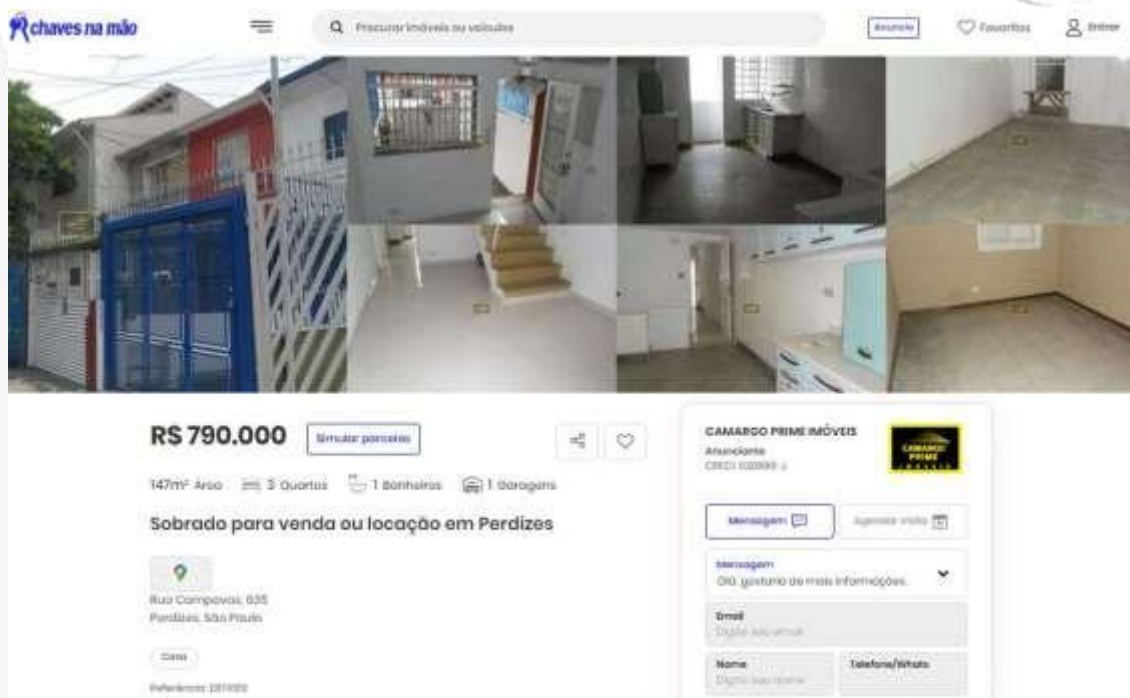 chaves na mão
Procurar imóveis ou veículos
Anuncie
Favoritos
Entrar
R$ 790.000
Simular parcelas
147m² Área
3 Quartos
1 Banheiros
1 Garagens
Sobrado para venda ou locação em Perdizes
Rua Campevas, 635
Perdizes, São Paulo
Casa
CAMARGO PRIME IMÓVEIS
Anunciante
CAMARGO
PRIME
IMÓVEIS
Mensagem
Agendar visita
Mensagem
Olá, gostaria de mais informações.
Email
Digite seu email
Nome
Digite seu nome
Telefone/Whats